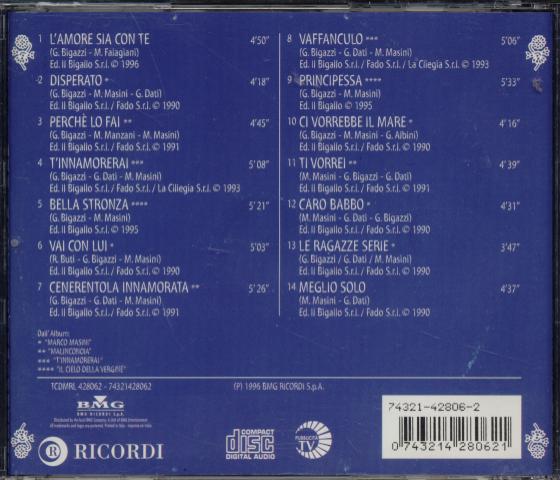 1 L'AMORE SIA CON TE 4'50"
(G. Bigazzi - M. Falagiani)
Ed. il Bigallo S.r.l. © 1996
2 DISPERATO * 4'18"
(G. Bigazzi - M. Masini - G. Dati)
Ed. il Bigallo S.r.l. / Fado S.r.l. © 1990
3 PERCHÈ LO FAI ** 4'45"
(G. Bigazzi - M. Manzani - M. Masini)
Ed. il Bigallo S.r.l. / Fado S.r.l. © 1991
4 T'INNAMORERAI *** 5'08"
(G. Bigazzi - G. Dati - M. Masini)
Ed. il Bigallo S.r.l. / Fado S.r.l. / La Ciliegia S.r.l. © 1993
5 BELLA STRONZA **** 5'21"
(G. Bigazzi - M. Masini)
Ed. il Bigallo S.r.l. © 1995
6 VAI CON LUI * 5'03"
(R. Buti - G. Bigazzi - M. Masini)
Ed. il Bigallo S.r.l. / Fado S.r.l. © 1990
7 CENERENTOLA INNAMORATA ** 5'26"
(G. Bigazzi - G. Dati - M. Masini)
Ed. il Bigallo S.r.l. / Fado S.r.l. © 1991
Dall'Album:
* "MARCO MASINI"
** "MALINCONOIA"
*** "T'INNAMORERAI"
**** "IL CIELO DELLA VERGINE"
8 VAFFANCULO *** 5'06"
(G. Bigazzi - G. Dati - M. Masini)
Ed. il Bigallo S.r.l. / Fado S.r.l. / La Ciliegia S.r.l. © 1993
9 PRINCIPESSA **** 5'33"
(G. Bigazzi - M. Masini)
Ed. il Bigallo © 1995
10 CI VORREBBE IL MARE * 4'16"
(G. Bigazzi - M. Masini - G. Albini)
Ed. il Bigallo S.r.l. / Fado S.r.l. © 1990
11 TI VORREI ** 4'39"
(M. Masini - G. Bigazzi - G. Dati)
Ed. il Bigallo S.r.l. / Fado S.r.l. © 1991
12 CARO BABBO * 4'31"
(M. Masini - G. Dati - G. Bigazzi)
Ed. il Bigallo S.r.l. / Fado S.r.l. © 1990
13 LE RAGAZZE SERIE * 3'47"
(G. Bigazzi / G. Dati / M. Masini)
Ed. il Bigallo S.r.l. / Fado S.r.l. © 1990
14 MEGLIO SOLO 4'37"
(M. Masini - G. Dati)
Ed. il Bigallo S.r.l. / Fado S.r.l. © 1990
TCDMRL 428062 - 74321428062
(P) 1996 BMG RICORDI S.p.A.
BMG
BMG RICORDI S.p.A.
R RICORDI
COMPACT
disc
DIGITAL AUDIO
PUBBLICITÀ
TV
74321-42806-2
0 743214 280621